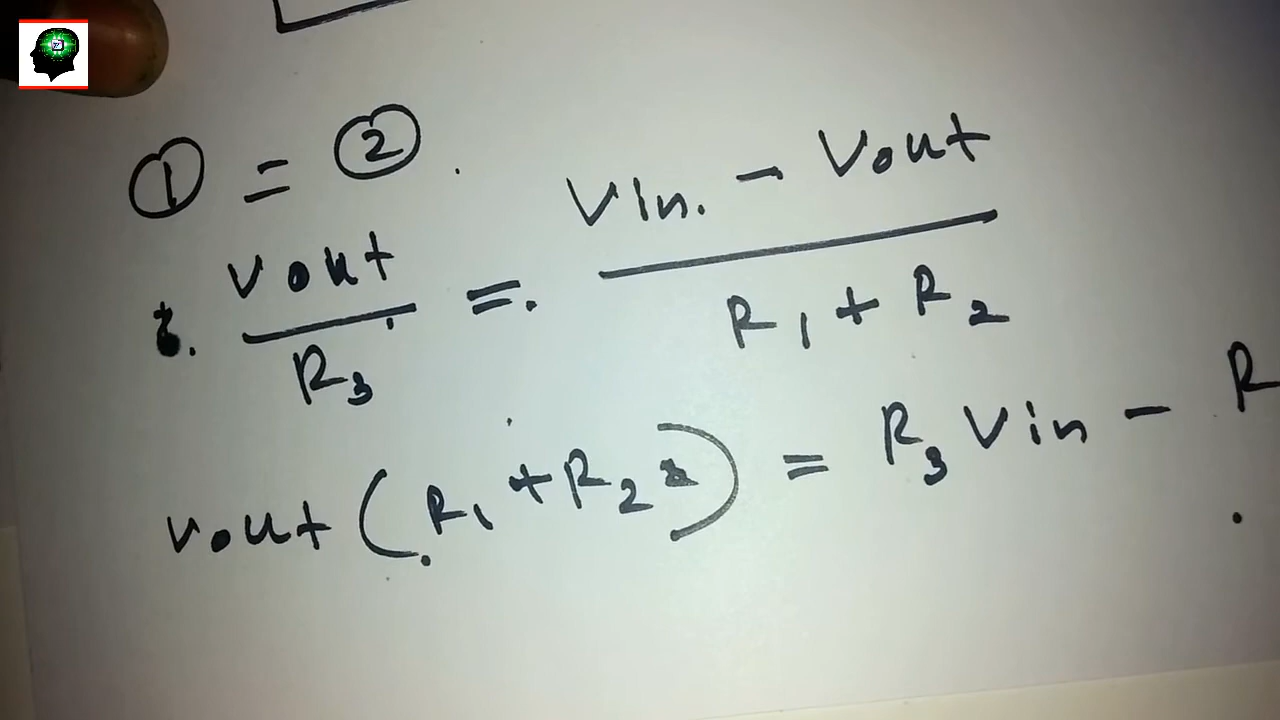 ① = ② .
Vout / R3 =. Vin. - Vout / R1 + R2
Vout (R1 + R2) = R3 Vin - R